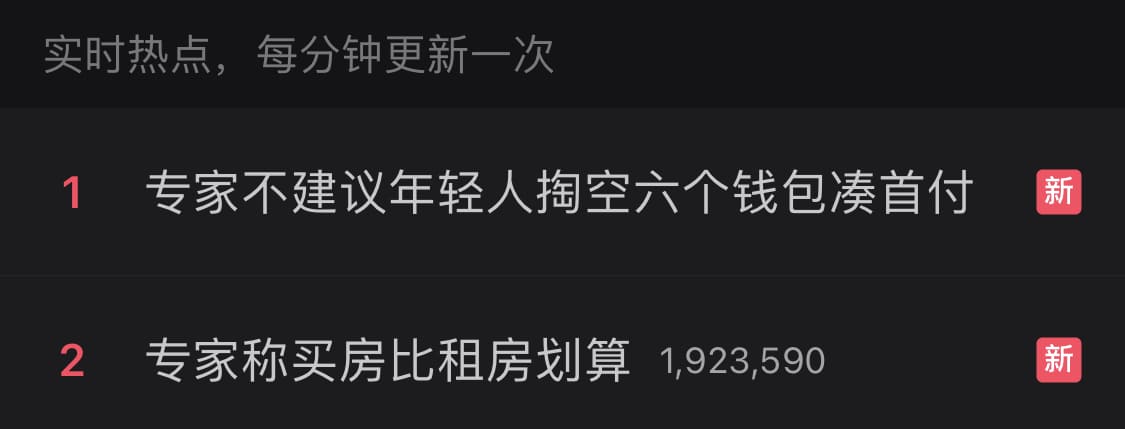 实时热点，每分钟更新一次
1 专家不建议年轻人掏空六个钱包凑首付 新
2 专家称买房比租房划算 1,923,590 新